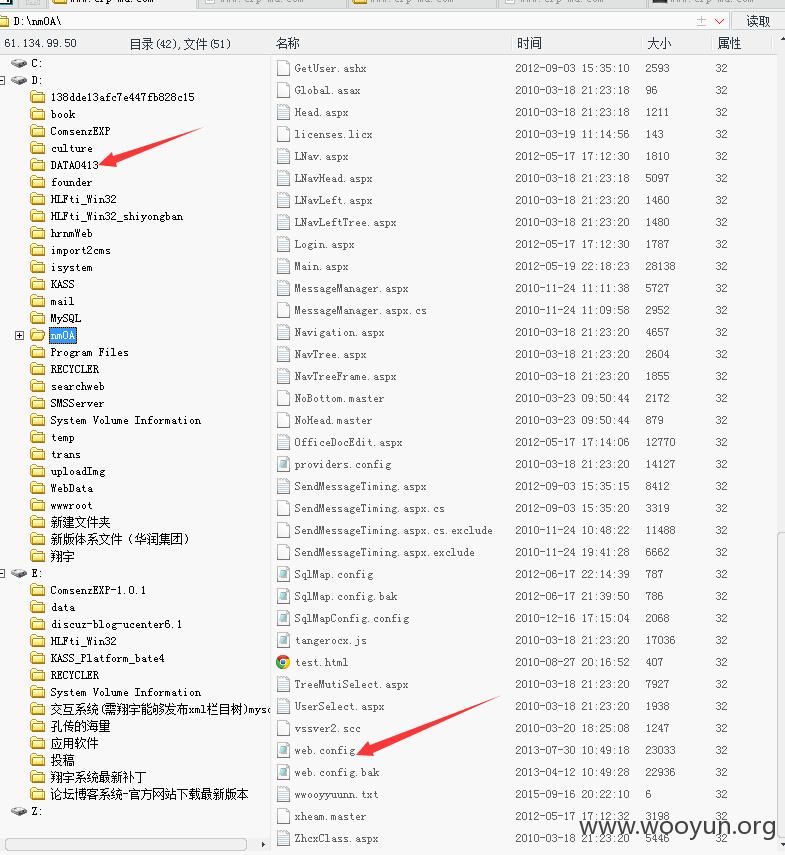 D:\nmOA\ 读取
61.134.99.50 目录(42),文件(51) 名称 时间 大小 属性
C:
D:
138dde13afc7e447fb828c15
book
ComsenzEXP
culture
DATA0413
founder
HLFti_Win32
HLFti_Win32_shiyongban
hrnmWeb
import2cms
isystem
KASS
mail
MySQL
nmOA
Program Files
RECYCLER
searchweb
SMSServer
System Volume Information
temp
trans
uploadImg
WebData
wwwroot
新建文件夹
新版体系文件（华润集团）
翔宇
E:
ComsenzEXP-1.0.1
data
discuz-blog-ucenter6.1
HLFti_Win32
KASS_Platform_bate4
RECYCLER
System Volume Information
交互系统(需翔宇能够发布xml栏目树)mysq
孔传的海量
应用软件
投稿
翔宇系统最新补丁
论坛博客系统-官方网站下载最新版本
Z:
GetUser.ashx 2012-09-03 15:35:10 2593 32
Global.asax 2010-03-18 21:23:18 96 32
Head.aspx 2010-03-18 21:23:18 1211 32
licenses.licx 2010-03-19 11:14:56 143 32
LNav.aspx 2012-05-17 17:12:30 1810 32
LNavHead.aspx 2010-03-18 21:23:18 5097 32
LNavLeft.aspx 2010-03-18 21:23:20 1460 32
LNavLeftTree.aspx 2010-03-18 21:23:20 1480 32
Login.aspx 2012-05-17 17:12:30 1787 32
Main.aspx 2012-05-19 22:18:23 28138 32
MessageManager.aspx 2010-11-24 11:11:38 5727 32
MessageManager.aspx.cs 2010-11-24 11:09:58 2952 32
Navigation.aspx 2010-03-18 21:23:20 4657 32
NavTree.aspx 2010-03-18 21:23:20 2604 32
NavTreeFrame.aspx 2010-03-18 21:23:20 1855 32
NoBottom.master 2010-03-23 09:50:44 2172 32
NoHead.master 2010-03-23 09:50:44 879 32
OfficeDocEdit.aspx 2012-05-17 17:14:06 12770 32
providers.config 2010-03-18 21:23:20 14127 32
SendMessageTiming.aspx 2012-09-03 15:35:15 8412 32
SendMessageTiming.aspx.cs 2012-09-03 15:35:20 3319 32
SendMessageTiming.aspx.cs.exclude 2010-11-24 10:48:22 11488 32
SendMessageTiming.aspx.exclude 2010-11-24 19:41:28 6662 32
SqlMap.config 2012-06-17 22:14:39 787 32
SqlMap.config.bak 2012-06-17 21:39:50 786 32
SqlMapConfig.config 2010-12-16 17:15:04 2068 32
tangerocx.js 2010-03-18 21:23:20 17036 32
test.html 2010-08-27 20:16:52 407 32
TreeMutiSelect.aspx 2010-03-18 21:23:20 7927 32
UserSelect.aspx 2010-03-18 21:23:20 1938 32
vssver2.scc 2010-03-20 18:25:08 1247 32
web.config 2013-07-30 10:49:18 23033 32
web.config.bak 2013-04-12 10:49:28 22936 32
wwooyyuunn.txt 2015-09-16 20:22:10 6 32
xheam.master 2012-05-17 17:12:32 3198 32
ZhcxClass.aspx 2010-03-18 21:23:20 5446 32
www.wooyun.org